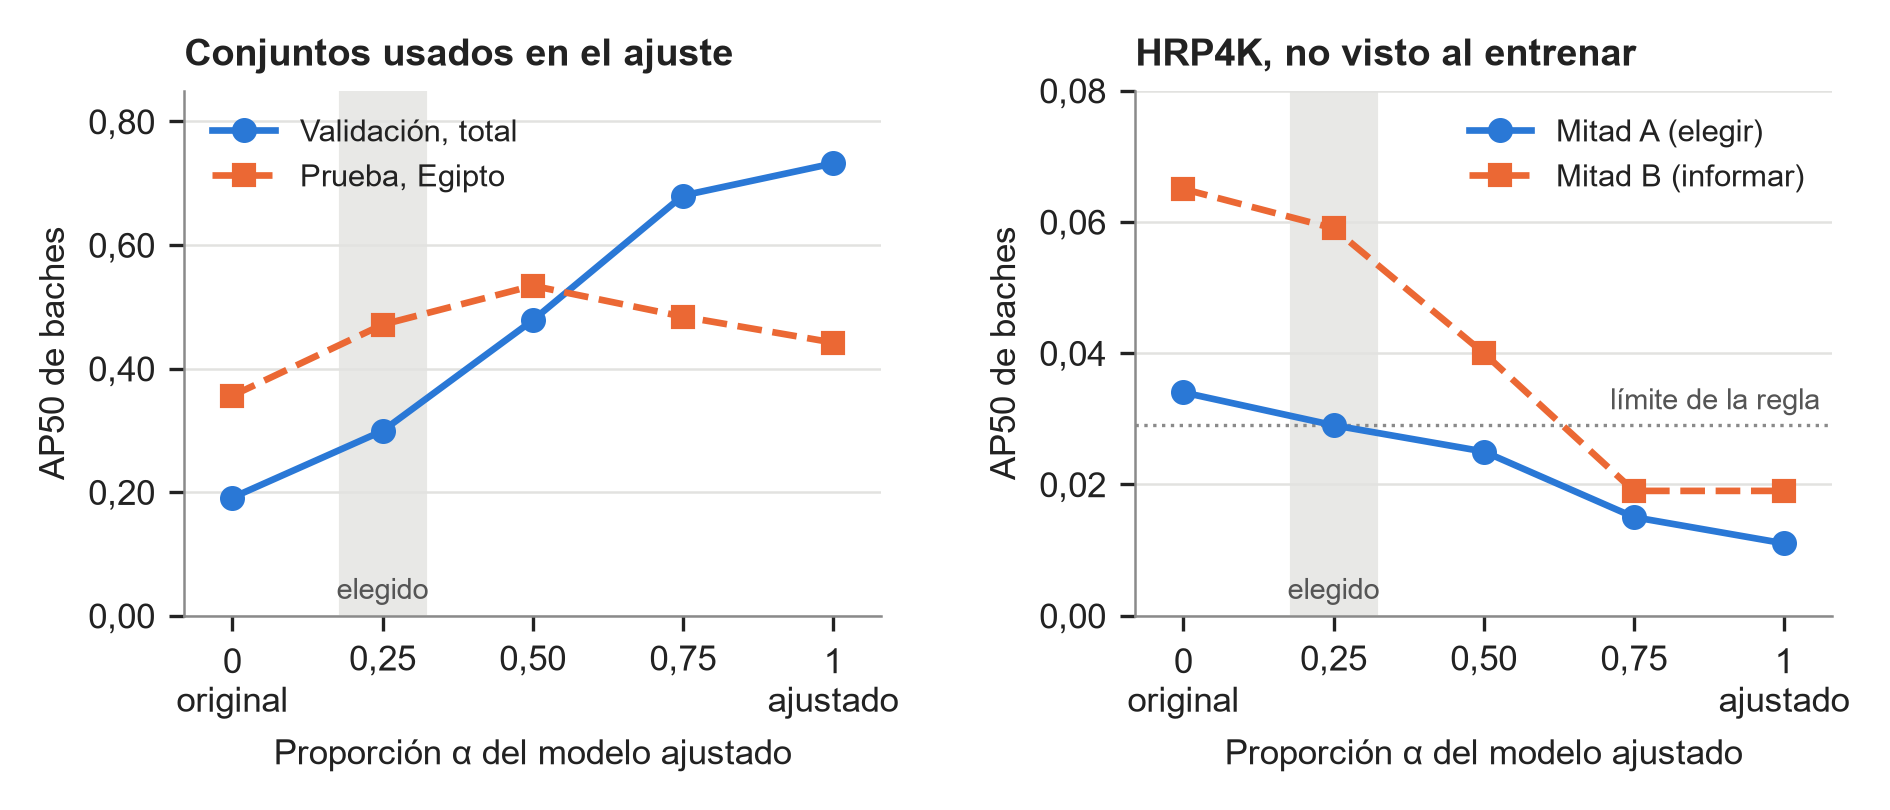 Conjuntos usados en el ajuste
AP50 de baches
0,80
0,60
0,40
0,20
0,00
Validación, total
Prueba, Egipto
elegido
0
0,25
0,50
0,75
1
original
ajustado
Proporción α del modelo ajustado
HRP4K, no visto al entrenar
AP50 de baches
0,08
0,06
0,04
0,02
0,00
Mitad A (elegir)
Mitad B (informar)
límite de la regla
elegido
0
0,25
0,50
0,75
1
original
ajustado
Proporción α del modelo ajustado